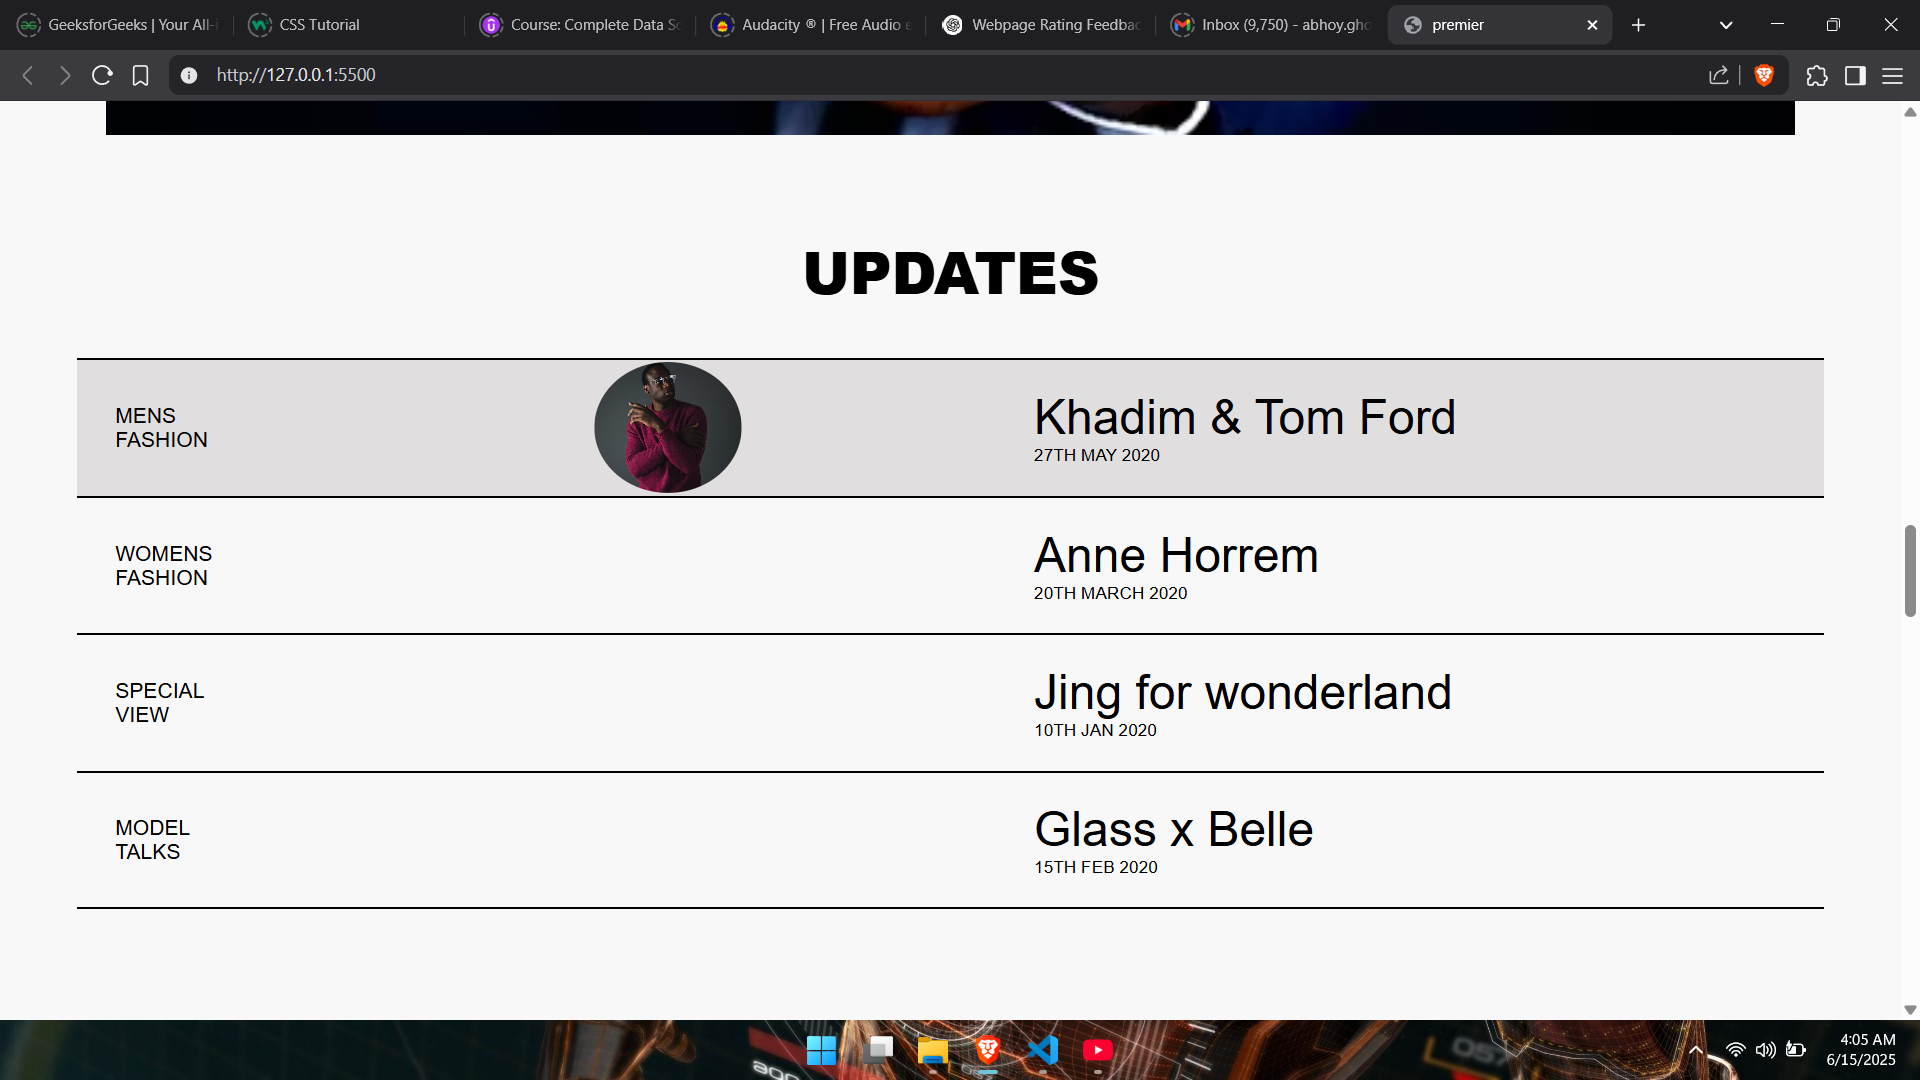 GeeksforGeeks | Your All-i
CSS Tutorial
Course: Complete Data Sc
Audacity ® | Free Audio e
Webpage Rating Feedbac
Inbox (9,750) - abhoy.gho
premier
http://127.0.0.1:5500
UPDATES
MENS
FASHION
Khadim & Tom Ford
27TH MAY 2020
WOMENS
FASHION
Anne Horrem
20TH MARCH 2020
SPECIAL
VIEW
Jing for wonderland
10TH JAN 2020
MODEL
TALKS
Glass x Belle
15TH FEB 2020
4:05 AM
6/15/2025